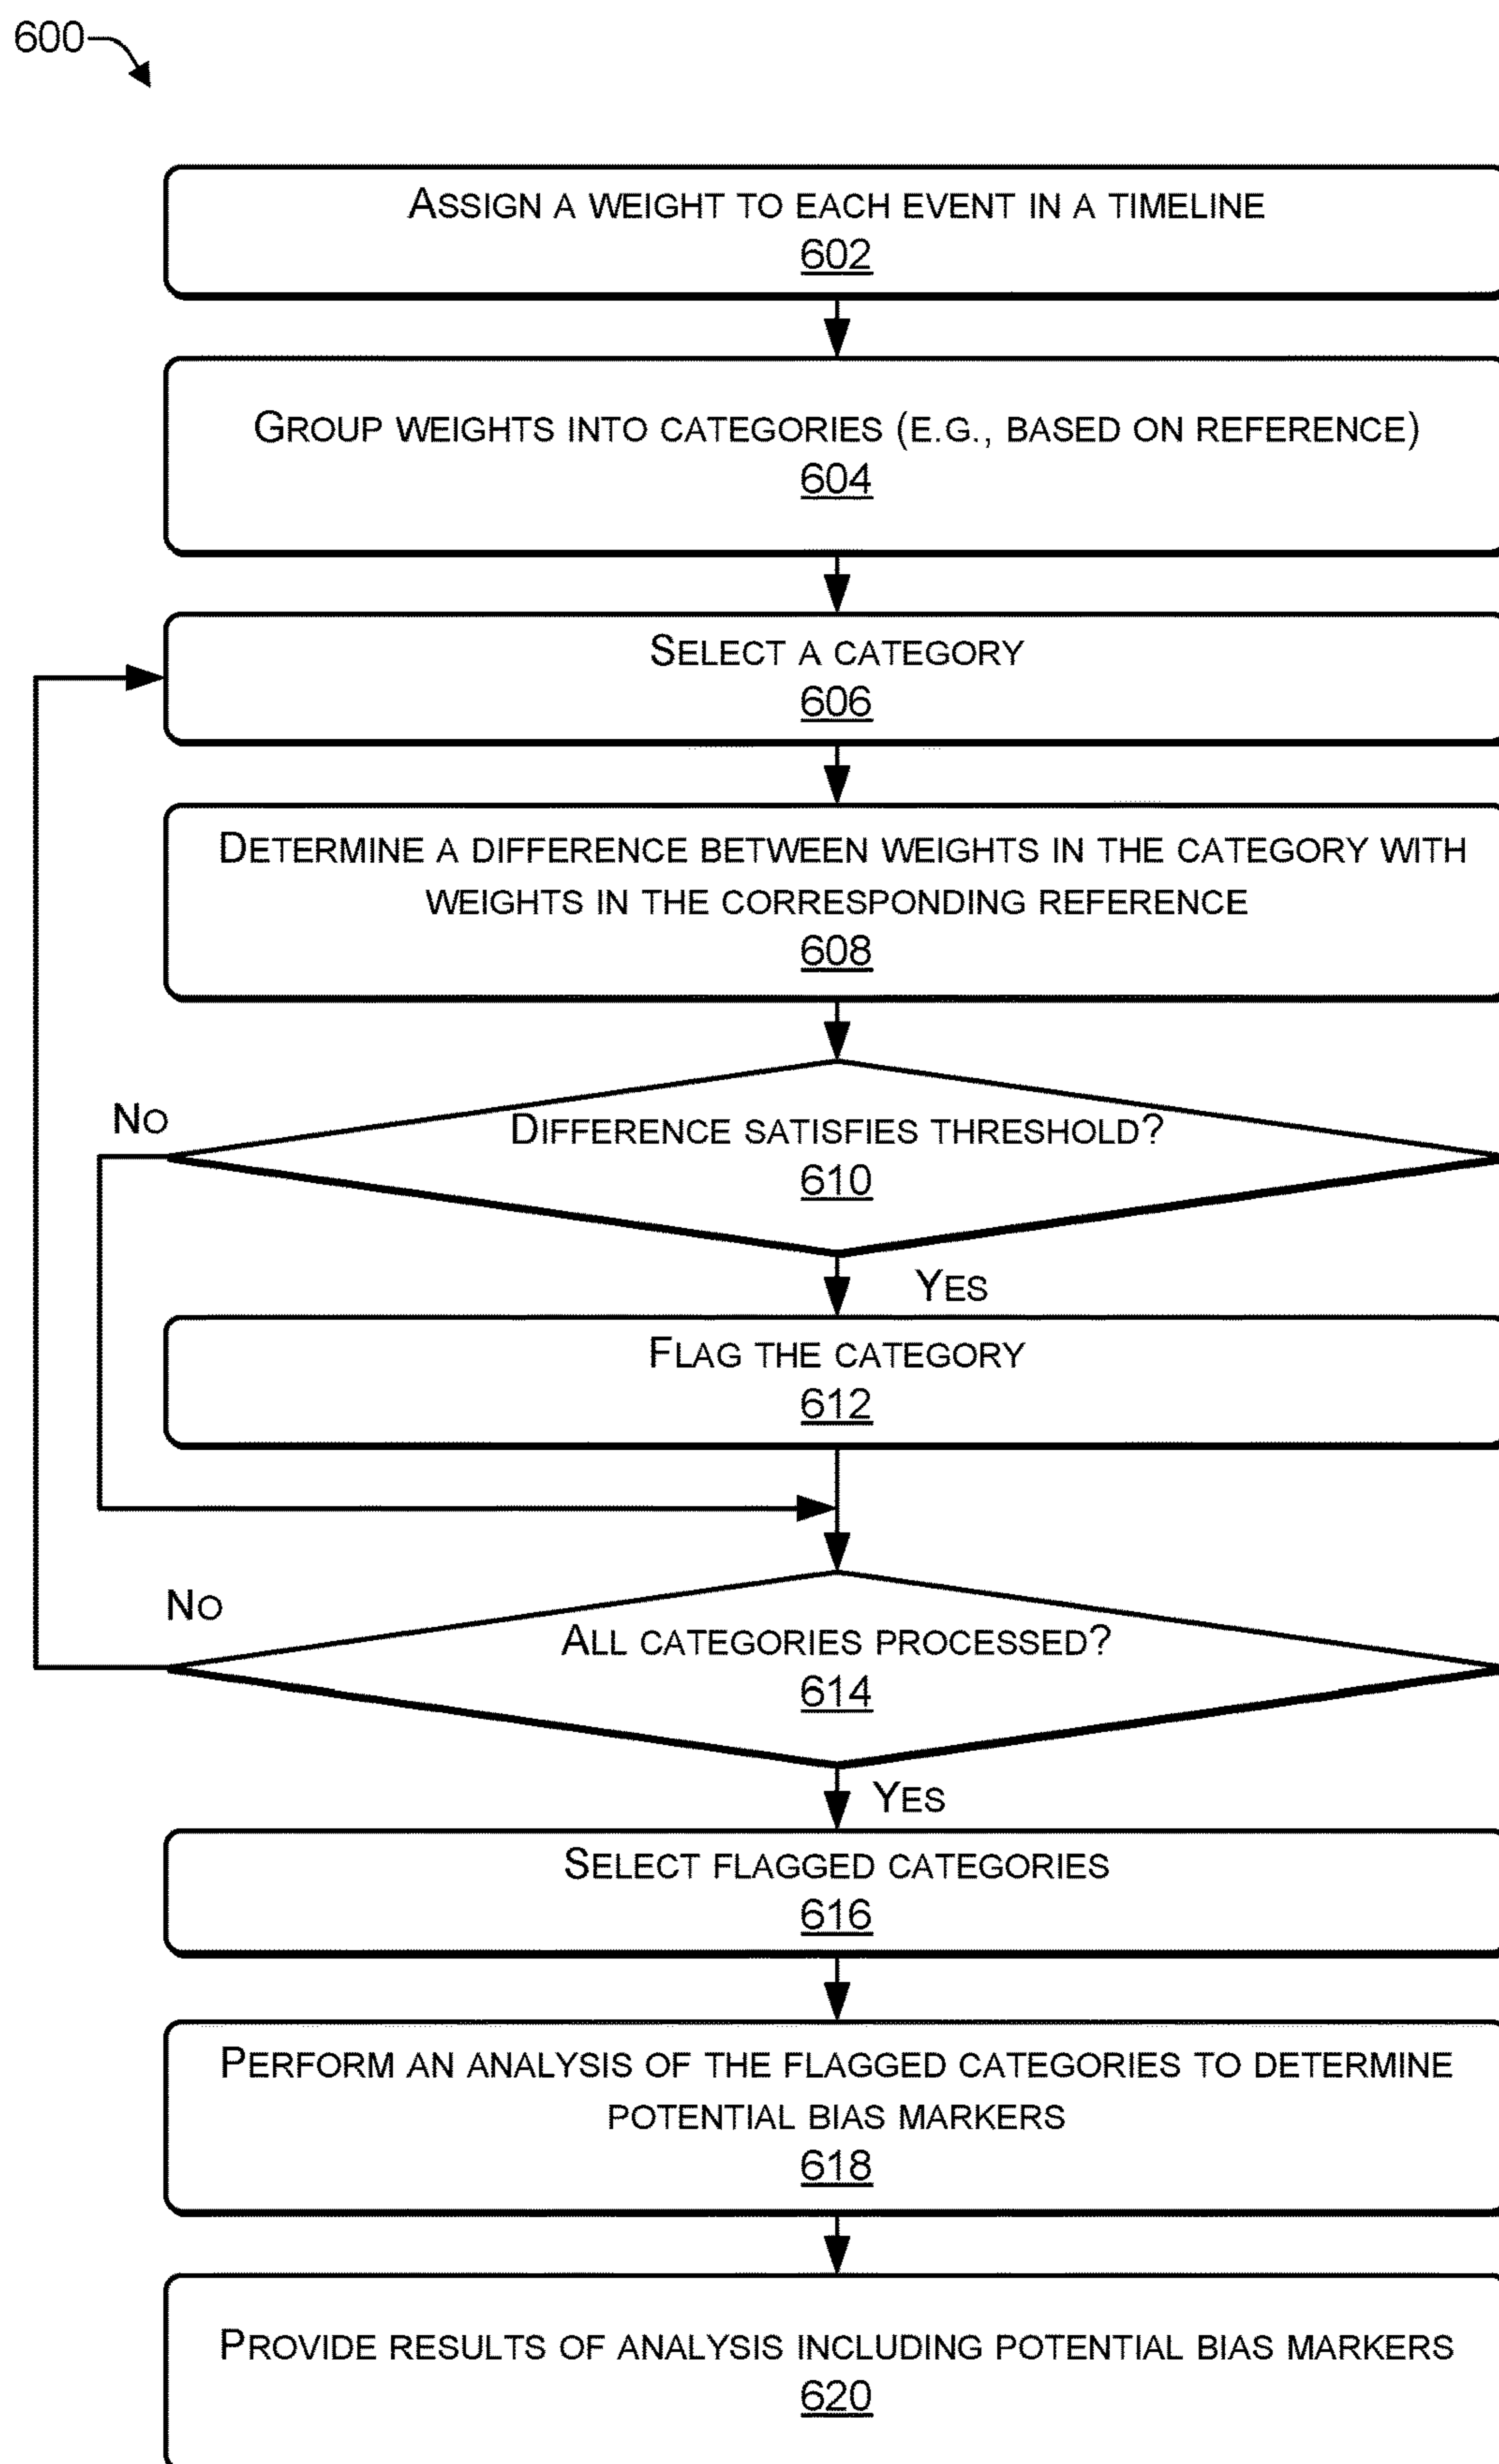 600
ASSIGN A WEIGHT TO EACH EVENT IN A TIMELINE
602
GROUP WEIGHTS INTO CATEGORIES (E.G., BASED ON REFERENCE)
604
SELECT A CATEGORY
606
DETERMINE A DIFFERENCE BETWEEN WEIGHTS IN THE CATEGORY WITH
WEIGHTS IN THE CORRESPONDING REFERENCE
608
NO
DIFFERENCE SATISFIES THRESHOLD?
610
YES
FLAG THE CATEGORY
612
NO
ALL CATEGORIES PROCESSED?
614
YES
SELECT FLAGGED CATEGORIES
616
PERFORM AN ANALYSIS OF THE FLAGGED CATEGORIES TO DETERMINE
POTENTIAL BIAS MARKERS
618
PROVIDE RESULTS OF ANALYSIS INCLUDING POTENTIAL BIAS MARKERS
620